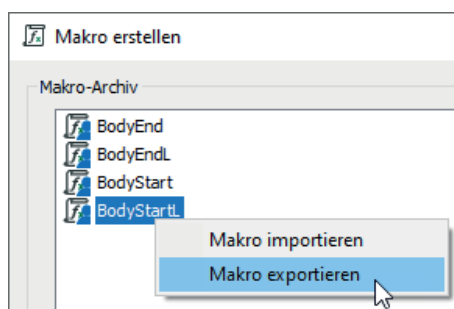 Makro erstellen
Makro-Archiv
BodyEnd
BodyEndL
BodyStart
BodyStartL
Makro importieren
Makro exportieren